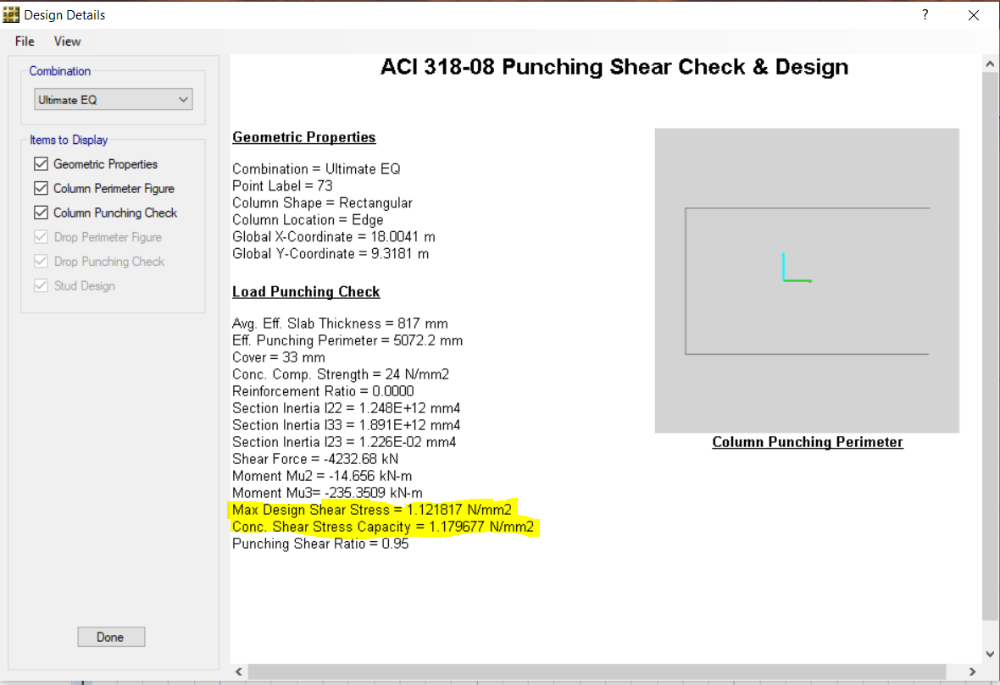 Design Details
?
File View
Combination
Ultimate EQ
Items to Display
Geometric Properties
Column Perimeter Figure
Column Punching Check
Drop Perimeter Figure
Drop Punching Check
Stud Design
Done
ACI 318-08 Punching Shear Check & Design
Geometric Properties
Combination = Ultimate EQ
Point Label = 73
Column Shape = Rectangular
Column Location = Edge
Global X-Coordinate = 18.0041 m
Global Y-Coordinate = 9.3181 m
Load Punching Check
Avg. Eff. Slab Thickness = 817 mm
Eff. Punching Perimeter = 5072.2 mm
Cover = 33 mm
Conc. Comp. Strength = 24 N/mm2
Reinforcement Ratio = 0.0000
Section Inertia I22 = 1.248E+12 mm4
Section Inertia I33 = 1.891E+12 mm4
Section Inertia I23 = 1.226E-02 mm4
Shear Force = -4232.68 kN
Moment Mu2 = -14.656 kN-m
Moment Mu3= -235.3509 kN-m
Max Design Shear Stress = 1.121817 N/mm2
Conc. Shear Stress Capacity = 1.179677 N/mm2
Punching Shear Ratio = 0.95
Column Punching Perimeter